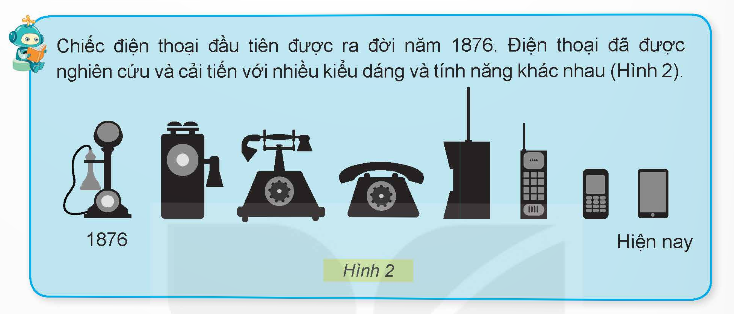 Chiếc điện thoại đầu tiên được ra đời năm 1876. Điện thoại đã được
nghiên cứu và cải tiến với nhiều kiểu dáng và tính năng khác nhau (Hình 2).
1876
Hiện nay
Hình 2